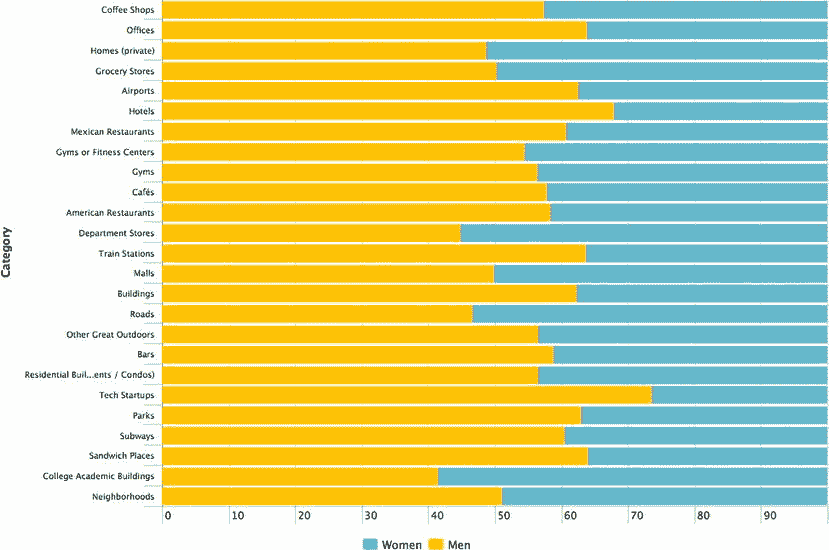 Coffee Shops
Offices
Homes (private)
Grocery Stores
Airports
Hotels
Mexican Restaurants
Gyms or Fitness Centers
Gyms
Cafés
American Restaurants
Department Stores
Train Stations
Malls
Buildings
Roads
Other Great Outdoors
Bars
Residential Buil...ents / Condos)
Tech Startups
Parks
Subways
Sandwich Places
College Academic Buildings
Neighborhoods
Category
0 10 20 30 40 50 60 70 80 90
Women Men